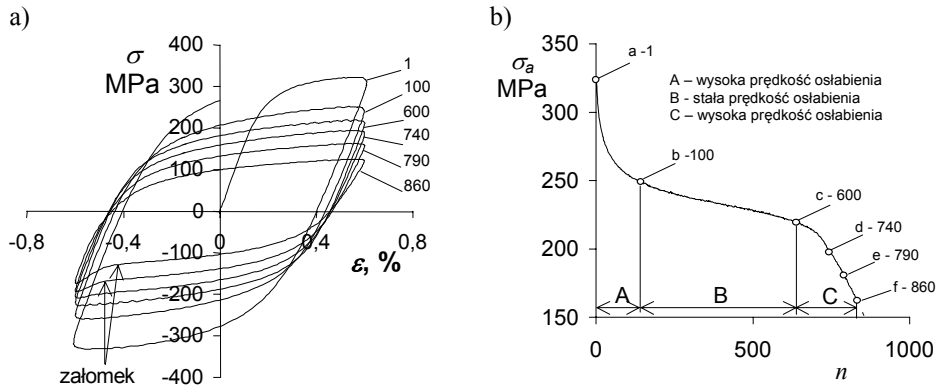 a)
σ
MPa
400
300
200
100
0
-100
-200
-300
-400
-0,8
-0,4
0
0,4
0,8
ε, %
1
100
600
740
790
860
załomek
b)
σa
MPa
350
300
250
200
150
0
500
1000
n
a -1
A – wysoka prędkość osłabienia
B - stała prędkość osłabienia
C – wysoka prędkość osłabienia
b -100
c - 600
d - 740
e - 790
f - 860
A
B
C